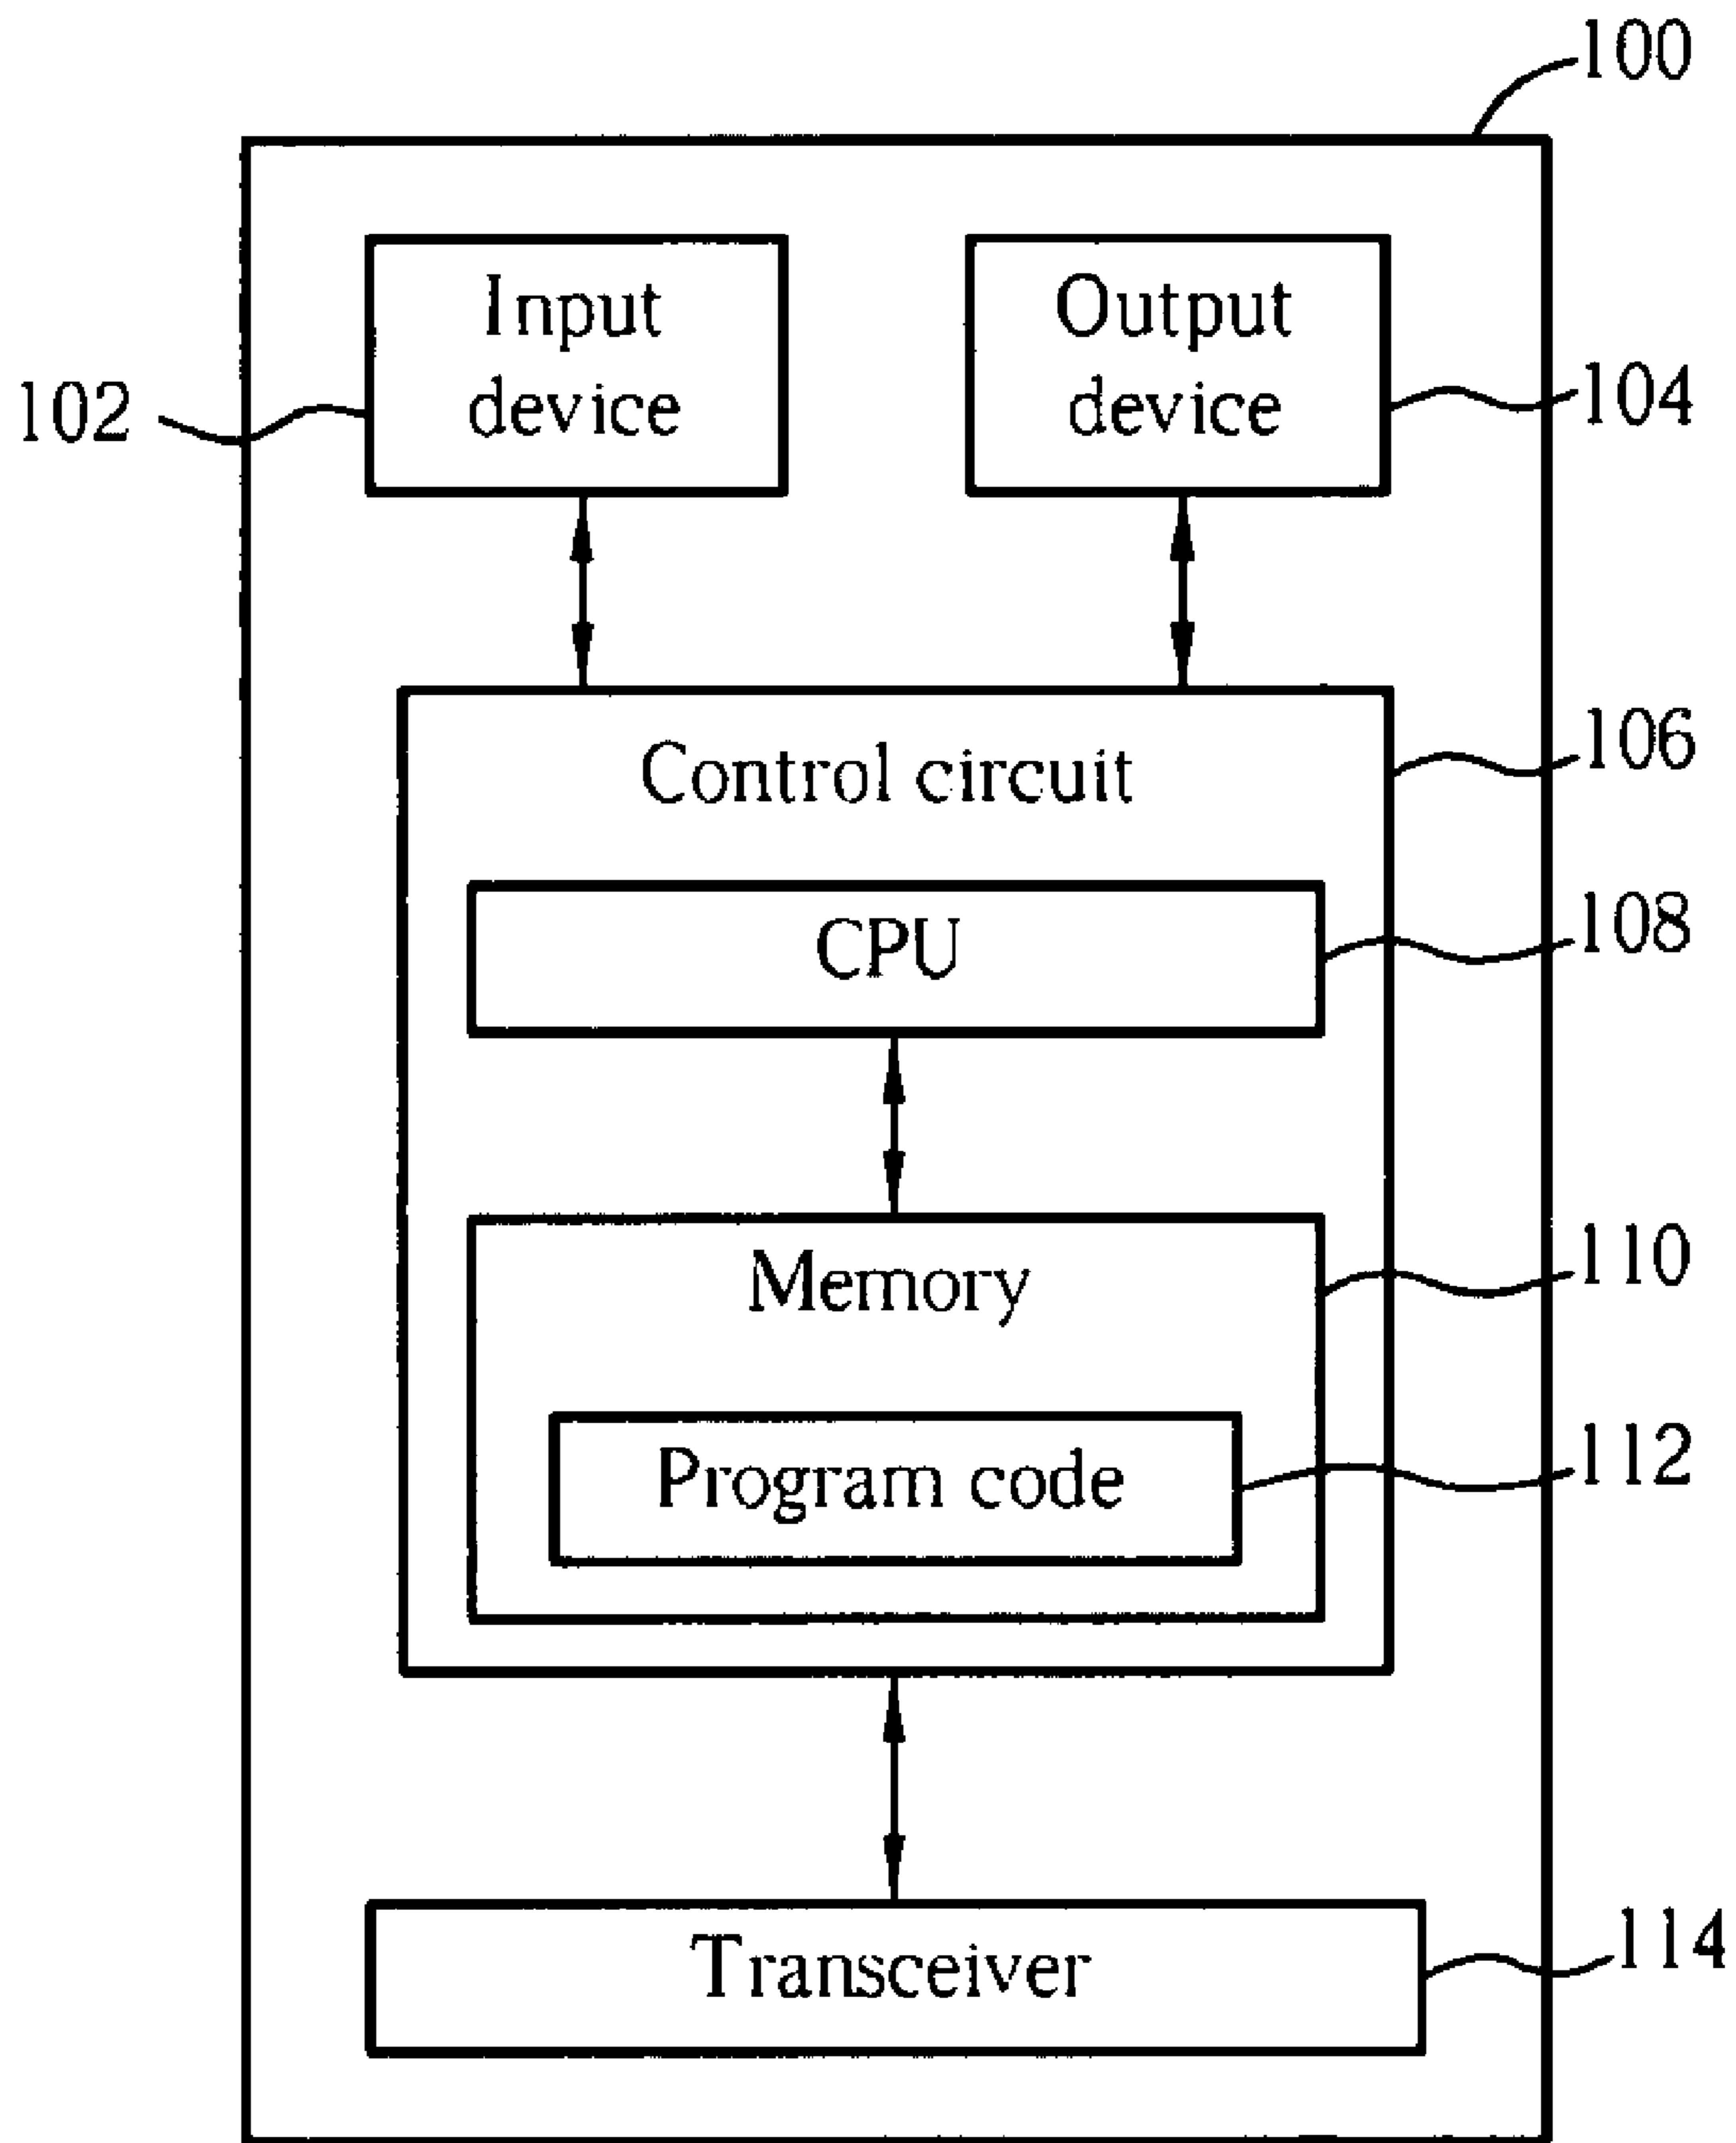 100
Input
device
102
Output
device
104
Control circuit
106
CPU
108
Memory
110
Program code
112
Transceiver
114